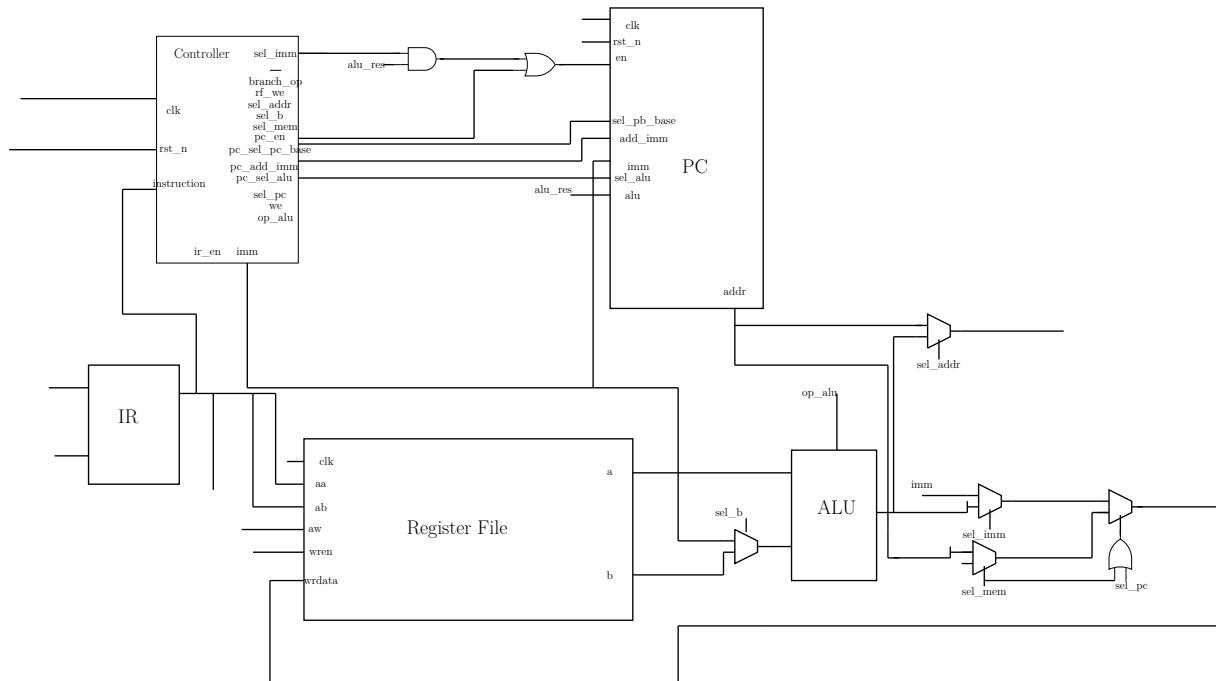 Controller
sel_imm
branch_op
rf_we
sel_addr
sel_b
sel_mem
pc_en
pc_sel_pc_base
pc_add_imm
pc_sel_alu
sel_pc
we
op_alu
clk
rst_n
instruction
ir_en
imm
alu_res
clk
rst_n
en
sel_pb_base
add_imm
imm
sel_alu
alu
PC
addr
alu_res
sel_addr
IR
clk
aa
ab
aw
wren
wrdata
Register File
a
b
sel_b
op_alu
ALU
imm
sel_imm
sel_mem
sel_pc